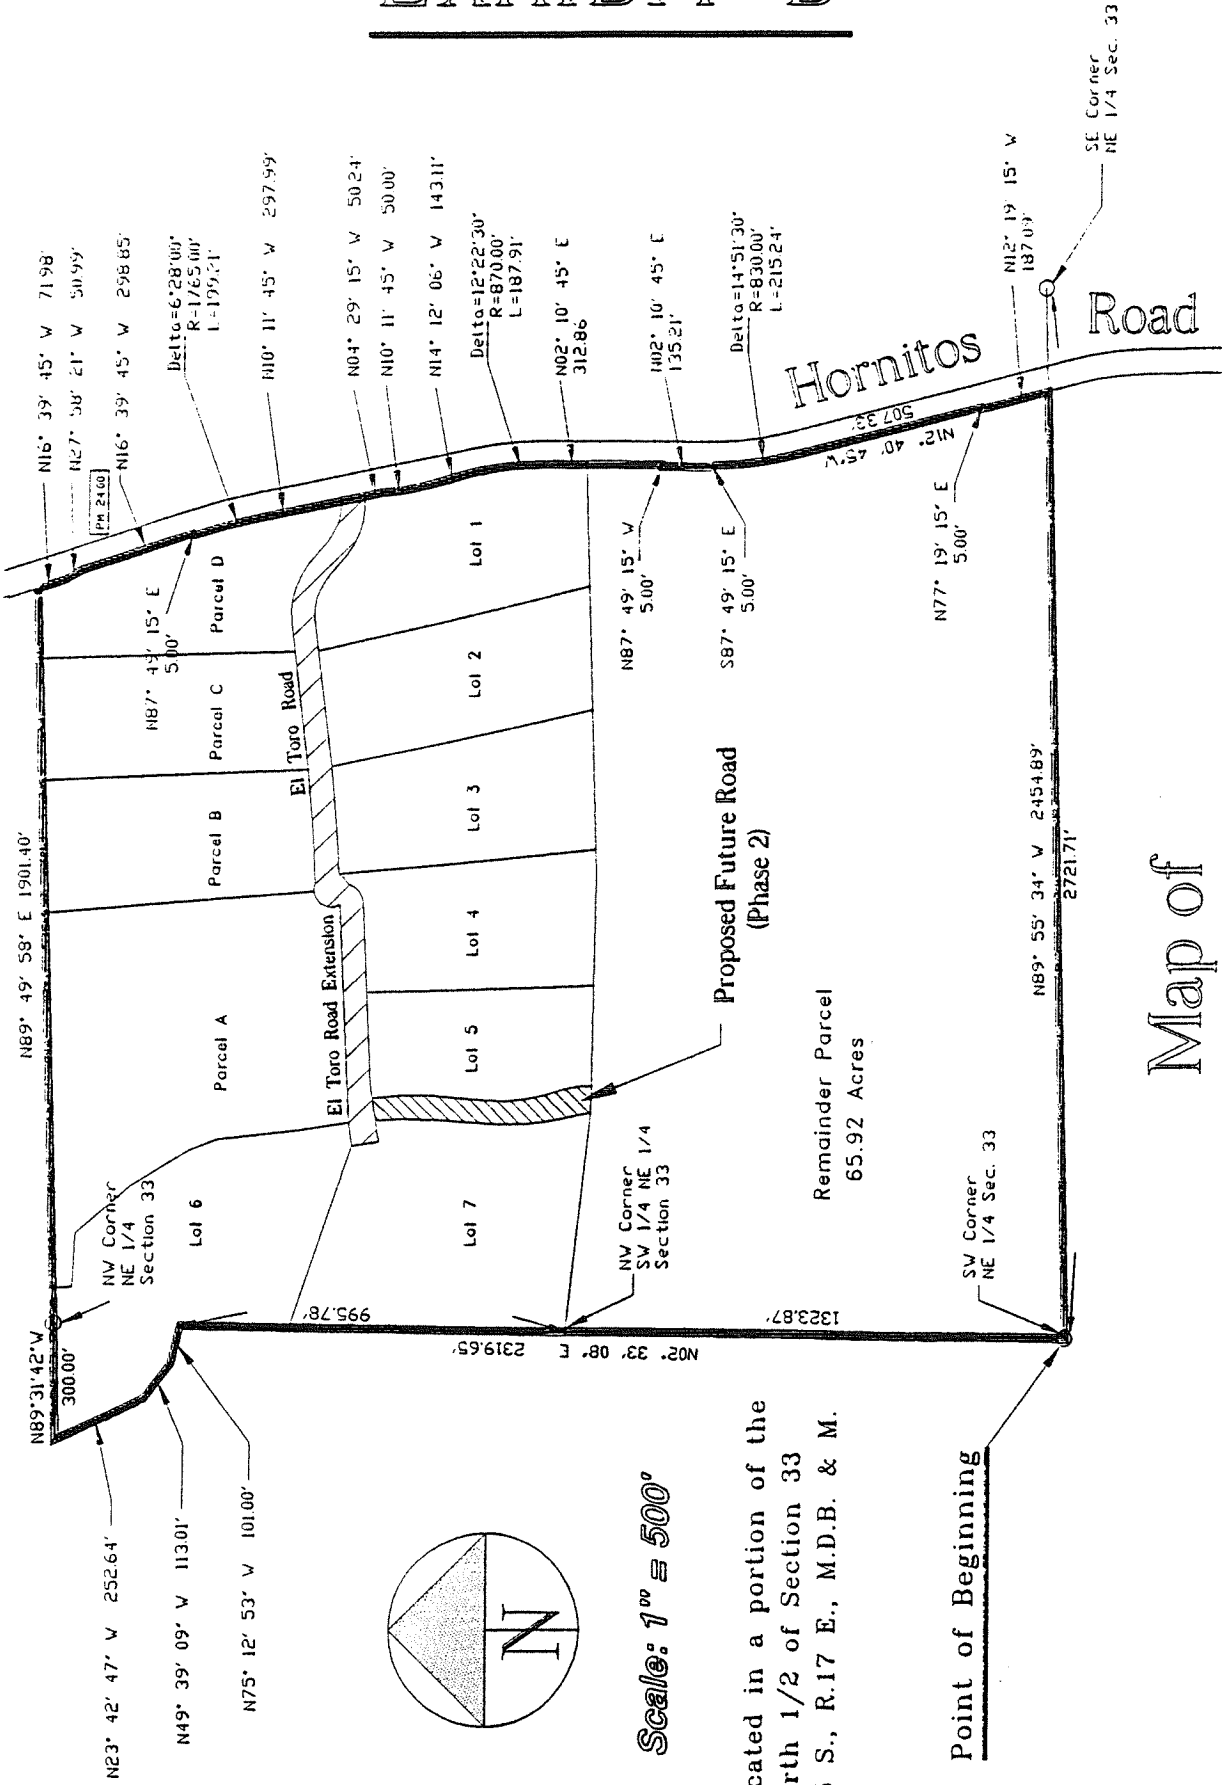 EXHIBIT "B"
N16° 39' 45" W 71.98'
N27° 58' 21" W 50.99'
PM 2400
N16° 39' 45" W 298.85'
Delta=6°28'00"
R=1765.00'
L=199.21'
N10° 11' 45" W 297.99'
N04° 29' 15" W 50.24'
N10° 11' 45" W 50.00'
N14° 12' 06" W 143.11'
Delta=12°22'30"
R=870.00'
L=187.91'
N02° 10' 45" E
312.86
N02° 10' 45" E
135.21'
Delta=14°51'30"
R=830.00'
L=215.24'
N12° 19' 15" W
187.09'
SE Corner
NE 1/4 Sec. 33
Hornitos
Road
N89° 49' 58" E 1901.40'
N87° 49' 15" E
5.00'
Parcel D
Parcel C
Parcel B
Parcel A
El Toro Road
El Toro Road Extension
Lot 1
Lot 2
Lot 3
Lot 4
Lot 5
Lot 6
Lot 7
N87° 49' 15" W
5.00'
S87° 49' 15" E
5.00'
N12° 40' 45" W
507.33'
N77° 19' 15" E
5.00'
Proposed Future Road
(Phase 2)
Remainder Parcel
65.92 Acres
N89° 55' 34" W 2454.89'
2721.71'
NW Corner
NE 1/4
Section 33
NW Corner
SW 1/4 NE 1/4
Section 33
SW Corner
NE 1/4 Sec. 33
N89°31'42"W
300.00'
995.78'
1323.87'
N02° 33' 08" E 2319.65'
N23° 42' 47" W 252.64'
N49° 39' 09" W 113.01'
N75° 12' 53" W 101.00'
N
Scale: 1" = 500'
cated in a portion of the
rth 1/2 of Section 33
S., R.17 E., M.D.B. & M.
Point of Beginning
Map of